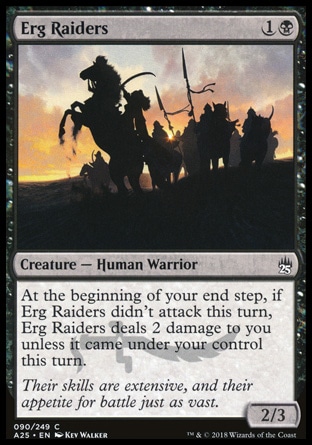 Erg Raiders 1
Creature — Human Warrior
25
At the beginning of your end step, if
Erg Raiders didn't attack this turn,
Erg Raiders deals 2 damage to you
unless it came under your control
this turn.
Their skills are extensive, and their
appetite for battle just as vast.
2/3
090/249 C
A25 • EN Kev Walker
™ & © 2018 Wizards of the Coast